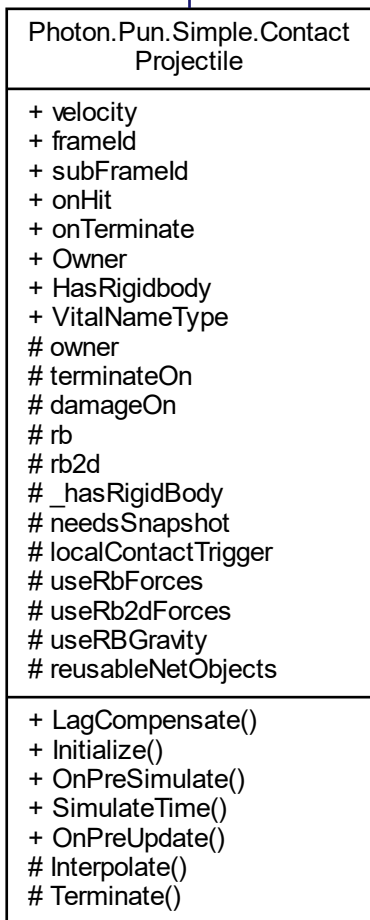 Photon.Pun.Simple.Contact
Projectile
+ velocity
+ frameId
+ subFrameId
+ onHit
+ onTerminate
+ Owner
+ HasRigidbody
+ VitalNameType
# owner
# terminateOn
# damageOn
# rb
# rb2d
# _hasRigidBody
# needsSnapshot
# localContactTrigger
# useRbForces
# useRb2dForces
# useRBGravity
# reusableNetObjects
+ LagCompensate()
+ Initialize()
+ OnPreSimulate()
+ SimulateTime()
+ OnPreUpdate()
# Interpolate()
# Terminate()